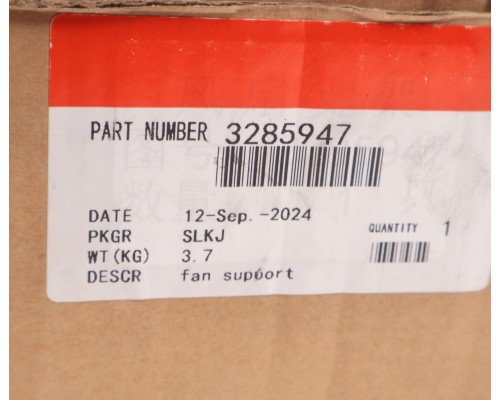 PART NUMBER 3285947
DATE 12-Sep.-2024
PKGR SLKJ
QUANTITY 1
WT(KG) 3.7
DESCR fan support